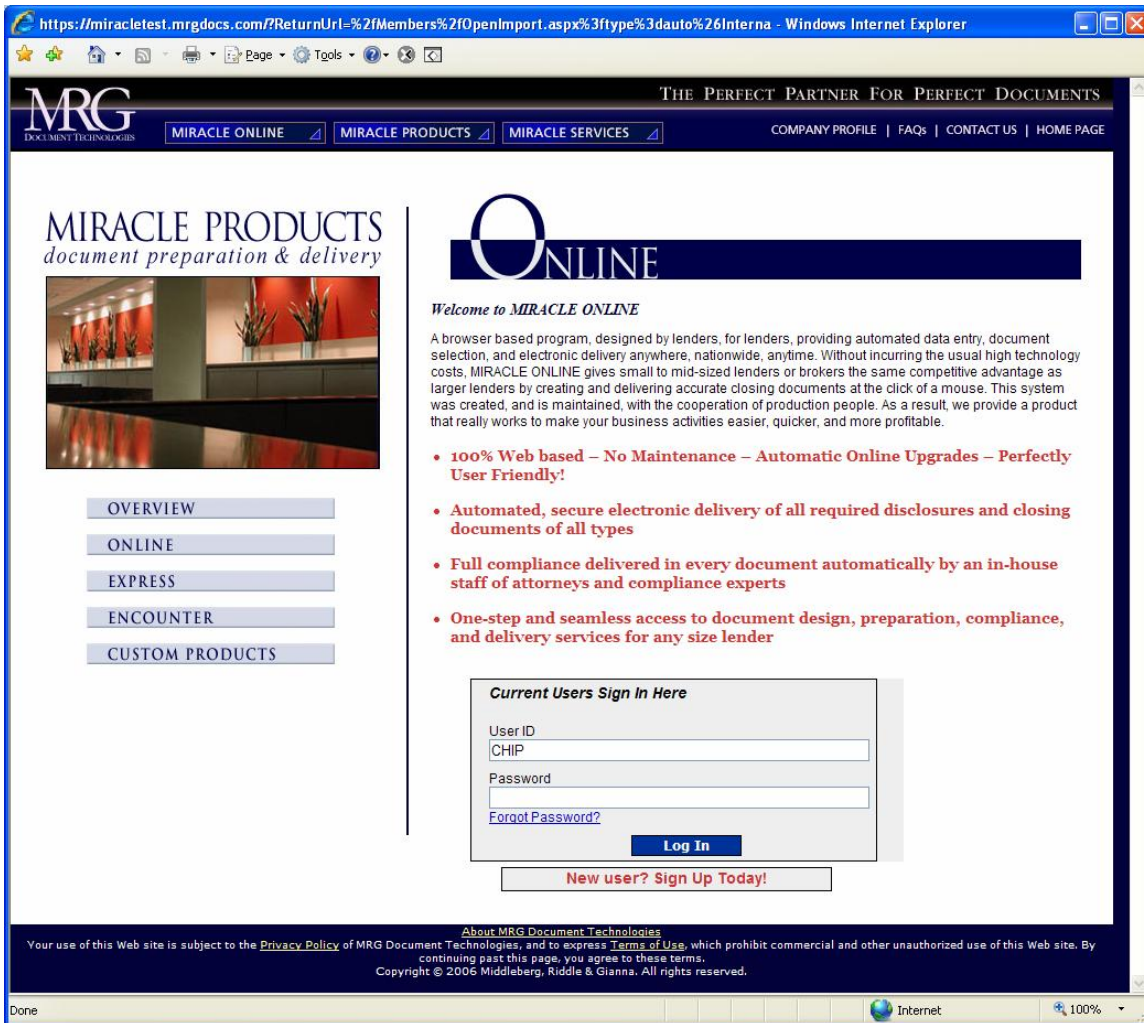 https://miracletest.mrgdocs.com/?ReturnUrl=%2fMembers%2fOpenImport.aspx%3ftype%3dauto%26Interna - Windows Internet Explorer
Page Tools
MRG
DOCUMENT TECHNOLOGIES
THE PERFECT PARTNER FOR PERFECT DOCUMENTS
MIRACLE ONLINE MIRACLE PRODUCTS MIRACLE SERVICES
COMPANY PROFILE | FAQs | CONTACT US | HOME PAGE
MIRACLE PRODUCTS
document preparation & delivery
OVERVIEW
ONLINE
EXPRESS
ENCOUNTER
CUSTOM PRODUCTS
ONLINE
Welcome to MIRACLE ONLINE
A browser based program, designed by lenders, for lenders, providing automated data entry, document
selection, and electronic delivery anywhere, nationwide, anytime. Without incurring the usual high technology
costs, MIRACLE ONLINE gives small to mid-sized lenders or brokers the same competitive advantage as
larger lenders by creating and delivering accurate closing documents at the click of a mouse. This system
was created, and is maintained, with the cooperation of production people. As a result, we provide a product
that really works to make your business activities easier, quicker, and more profitable.
• 100% Web based – No Maintenance – Automatic Online Upgrades – Perfectly
User Friendly!
• Automated, secure electronic delivery of all required disclosures and closing
documents of all types
• Full compliance delivered in every document automatically by an in-house
staff of attorneys and compliance experts
• One-step and seamless access to document design, preparation, compliance,
and delivery services for any size lender
Current Users Sign In Here
User ID
CHIP
Password
Forgot Password?
Log In
New user? Sign Up Today!
About MRG Document Technologies
Your use of this Web site is subject to the Privacy Policy of MRG Document Technologies, and to express Terms of Use, which prohibit commercial and other unauthorized use of this Web site. By
continuing past this page, you agree to these terms.
Copyright © 2006 Middleberg, Riddle & Gianna. All rights reserved.
Done
Internet
100%